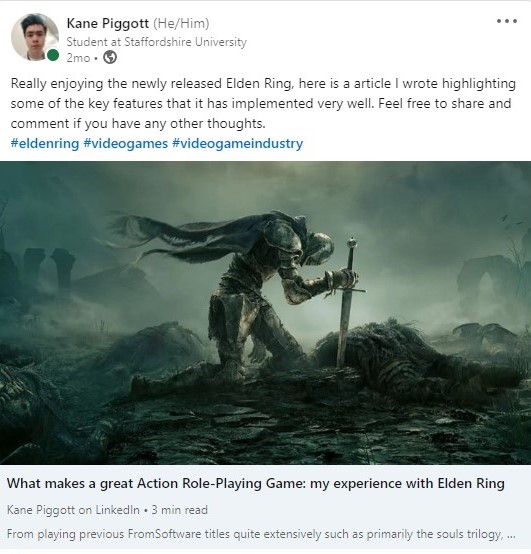 Kane Piggott (He/Him)
Student at Staffordshire University
2mo •
Really enjoying the newly released Elden Ring, here is a article I wrote highlighting
some of the key features that it has implemented very well. Feel free to share and
comment if you have any other thoughts.
#eldenring #videogames #videogameindustry
What makes a great Action Role-Playing Game: my experience with Elden Ring
Kane Piggott on LinkedIn • 3 min read
From playing previous FromSoftware titles quite extensively such as primarily the souls trilogy, ...